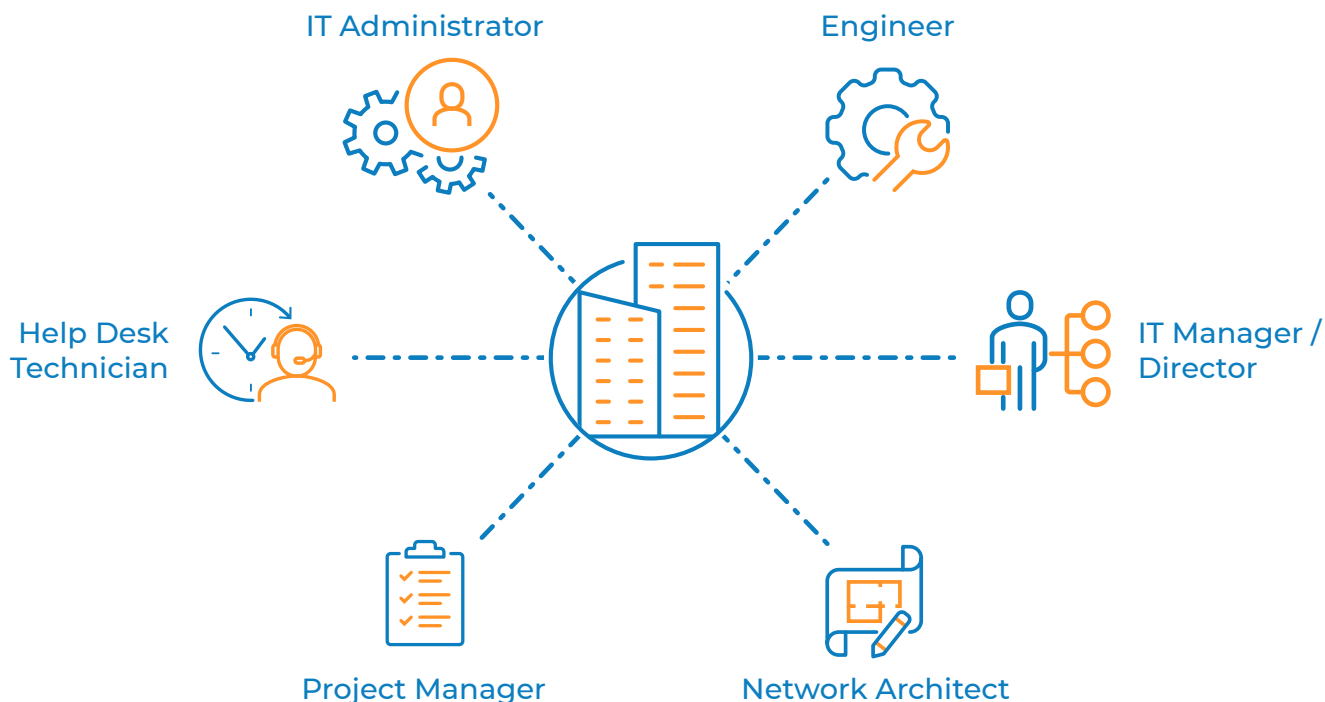 IT Administrator
Engineer
Help Desk
Technician
IT Manager /
Director
Project Manager
Network Architect